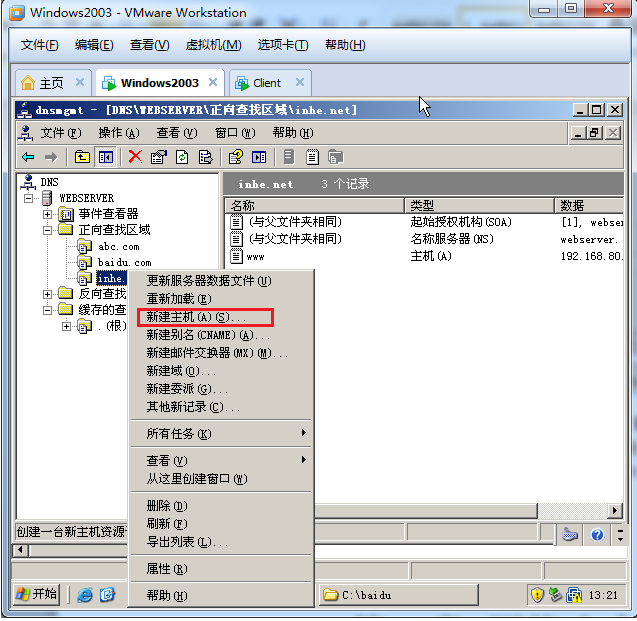 Windows2003 - VMware Workstation
文件(F) 编辑(E) 查看(V) 虚拟机(M) 选项卡(T) 帮助(H)
主页 Windows2003 Client
dnsmgmt - [DNS\WEBSERVER\正向查找区域\inhe.net]
文件(F) 操作(A) 查看(V) 窗口(W) 帮助(H)
DNS
WEBSERVER
事件查看器
正向查找区域
abc.com
baidu.com
inhe.
反向查找
缓存的查
.(根)
inhe.net 3 个记录
名称 类型 数据
(与父文件夹相同) 起始授权机构(SOA) [1], webser
(与父文件夹相同) 名称服务器(NS) webserver.
www 主机(A) 192.168.80.
更新服务器数据文件(U)
重新加载(E)
新建主机(A)(S)...
新建别名(CNAME)(A)...
新建邮件交换器(MX)(M)...
新建域(O)...
新建委派(G)...
其他新记录(C)...
所有任务(K)
查看(V)
从这里创建窗口(W)
删除(D)
刷新(F)
导出列表(L)...
属性(R)
帮助(H)
创建一台新主机资源
开始 C:\baidu 13:21